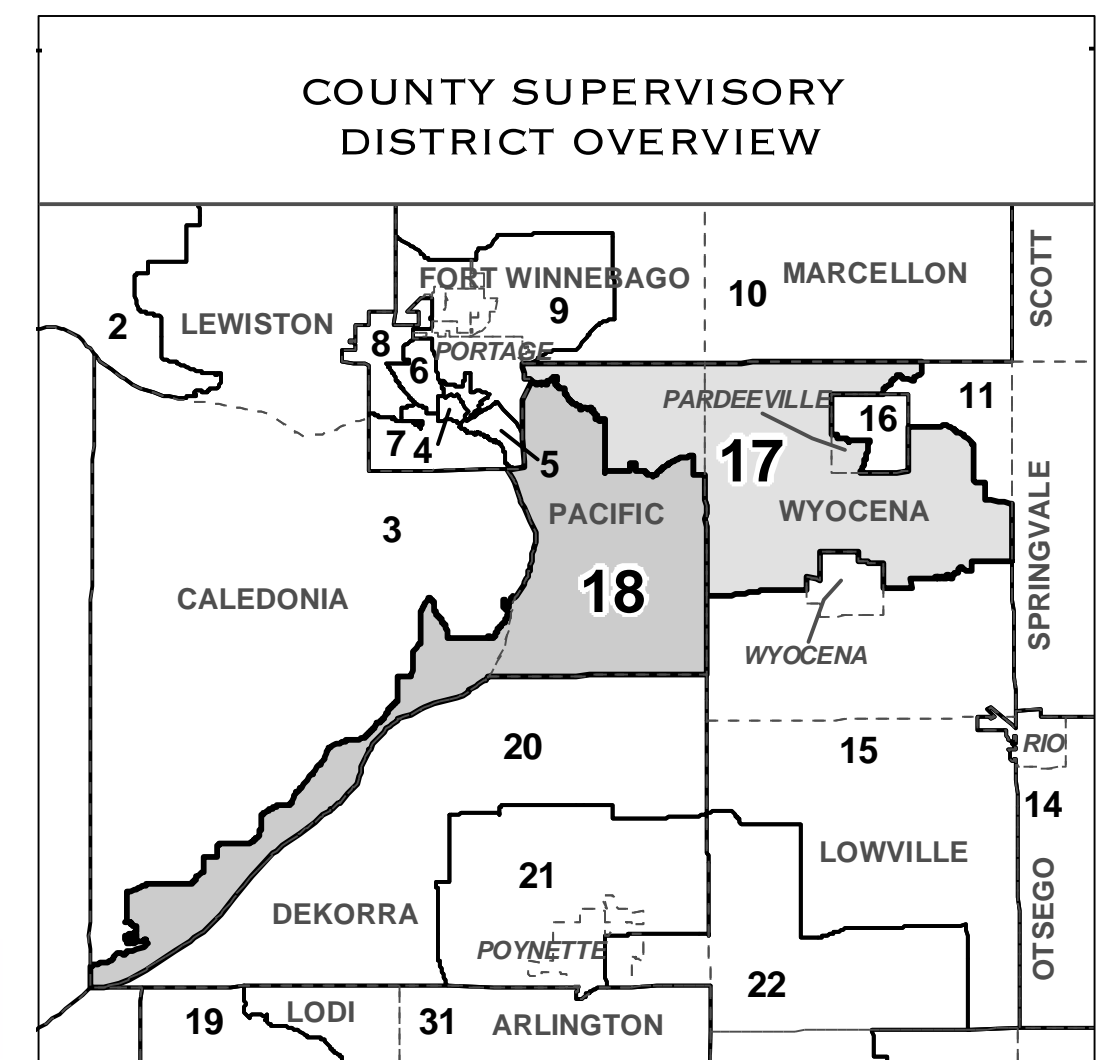 COUNTY SUPERVISORY
DISTRICT OVERVIEW
SCOTT
MARCELLON
FORT WINNEBAGO
10
9
2
LEWISTON
8
PORTAGE
6
PARDEEVILLE
11
16
7
4
5
17
PACIFIC
WYOCENA
3
SPRINGVALE
18
CALEDONIA
WYOCENA
20
15
RIO
14
LOWVILLE
21
DEKORRA
OTSEGO
POYNETTE
22
19
LODI
31
ARLINGTON